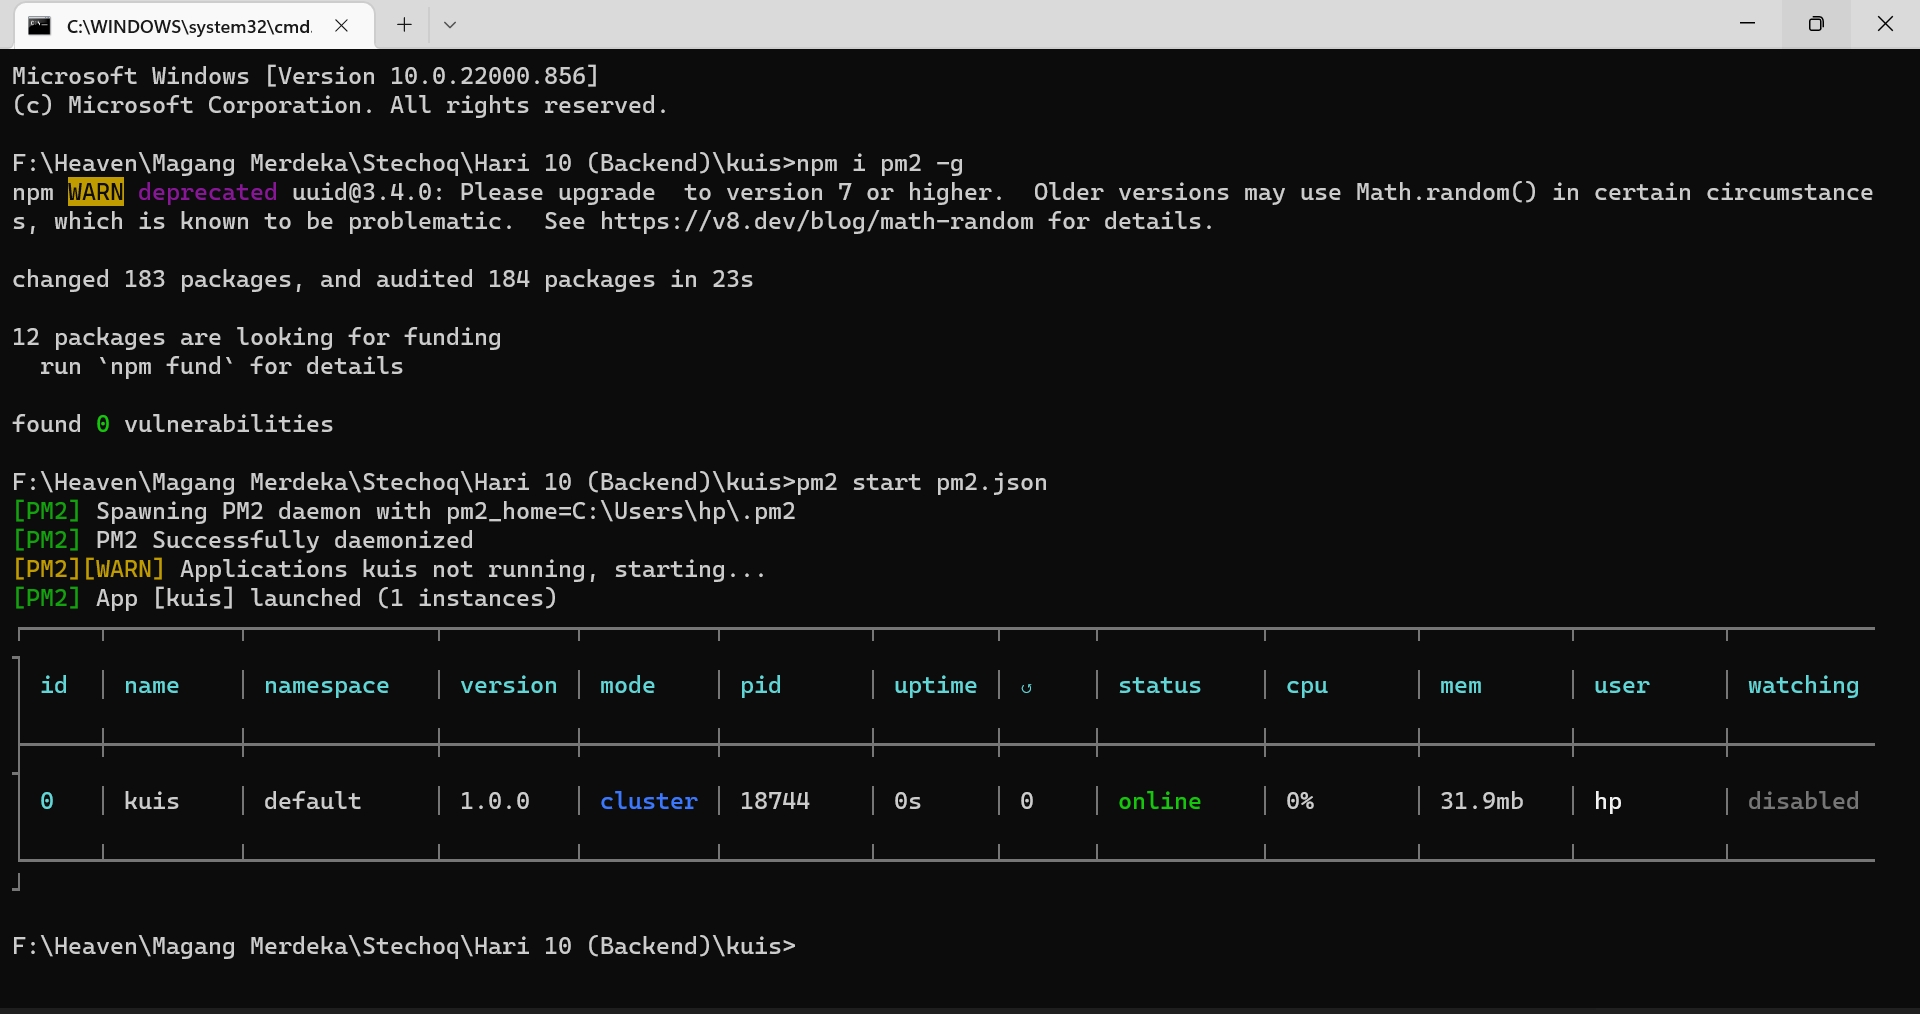 C:\WINDOWS\system32\cmd.
Microsoft Windows [Version 10.0.22000.856]
(c) Microsoft Corporation. All rights reserved.
F:\Heaven\Magang Merdeka\Stechoq\Hari 10 (Backend)\kuis>npm i pm2 -g
npm WARN deprecated uuid@3.4.0: Please upgrade  to version 7 or higher.  Older versions may use Math.random() in certain circumstance
s, which is known to be problematic.  See https://v8.dev/blog/math-random for details.
changed 183 packages, and audited 184 packages in 23s
12 packages are looking for funding
  run `npm fund` for details
found 0 vulnerabilities
F:\Heaven\Magang Merdeka\Stechoq\Hari 10 (Backend)\kuis>pm2 start pm2.json
[PM2] Spawning PM2 daemon with pm2_home=C:\Users\hp\.pm2
[PM2] PM2 Successfully daemonized
[PM2][WARN] Applications kuis not running, starting...
[PM2] App [kuis] launched (1 instances)
id │ name │ namespace │ version │ mode │ pid │ uptime │ ↺ │ status │ cpu │ mem │ user │ watching
0 │ kuis │ default │ 1.0.0 │ cluster │ 18744 │ 0s │ 0 │ online │ 0% │ 31.9mb │ hp │ disabled
F:\Heaven\Magang Merdeka\Stechoq\Hari 10 (Backend)\kuis>